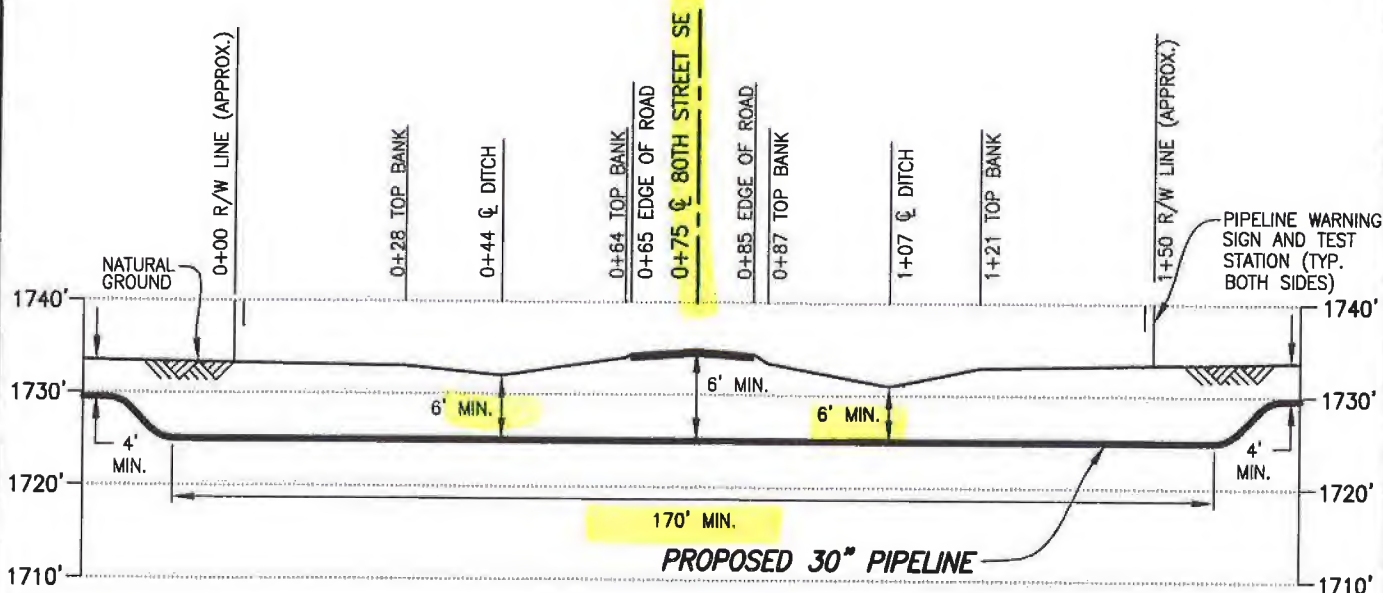 0+00 R/W LINE (APPROX.)
0+28 TOP BANK
0+44 ℄ DITCH
0+64 TOP BANK
0+65 EDGE OF ROAD
0+75 ℄ 80TH STREET SE
0+85 EDGE OF ROAD
0+87 TOP BANK
1+07 ℄ DITCH
1+21 TOP BANK
1+50 R/W LINE (APPROX.)
PIPELINE WARNING
SIGN AND TEST
STATION (TYP.
BOTH SIDES)
NATURAL
GROUND
1740'
1740'
1730'
1730'
6' MIN.
6' MIN.
6' MIN.
4'
MIN.
4'
MIN.
1720'
1720'
170' MIN.
PROPOSED 30" PIPELINE
1710'
1710'